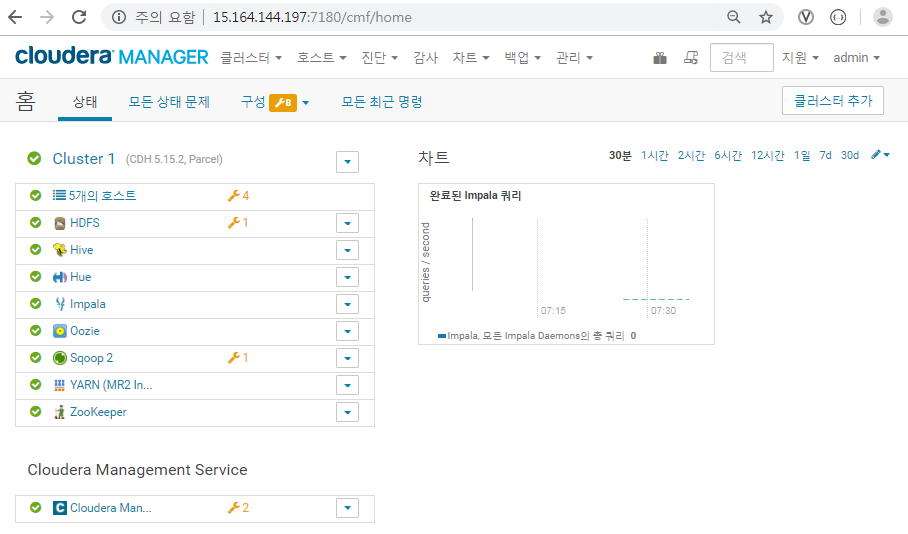 주의 요함 15.164.144.197:7180/cmf/home
cloudera MANAGER 클러스터 호스트 진단 감사 차트 백업 관리 검색 지원 admin
홈 상태 모든 상태 문제 구성 8 모든 최근 명령 클러스터 추가
Cluster 1 (CDH 5.15.2, Parcel)
5개의 호스트 4
HDFS 1
Hive
Hue
Impala
Oozie
Sqoop 2 1
YARN (MR2 In...
ZooKeeper
Cloudera Management Service
C Cloudera Man... 2
차트 30분 1시간 2시간 6시간 12시간 1일 7d 30d
완료된 Impala 쿼리
queries / second
07:15 07:30
Impala, 모든 Impala Daemons의 총 쿼리 0